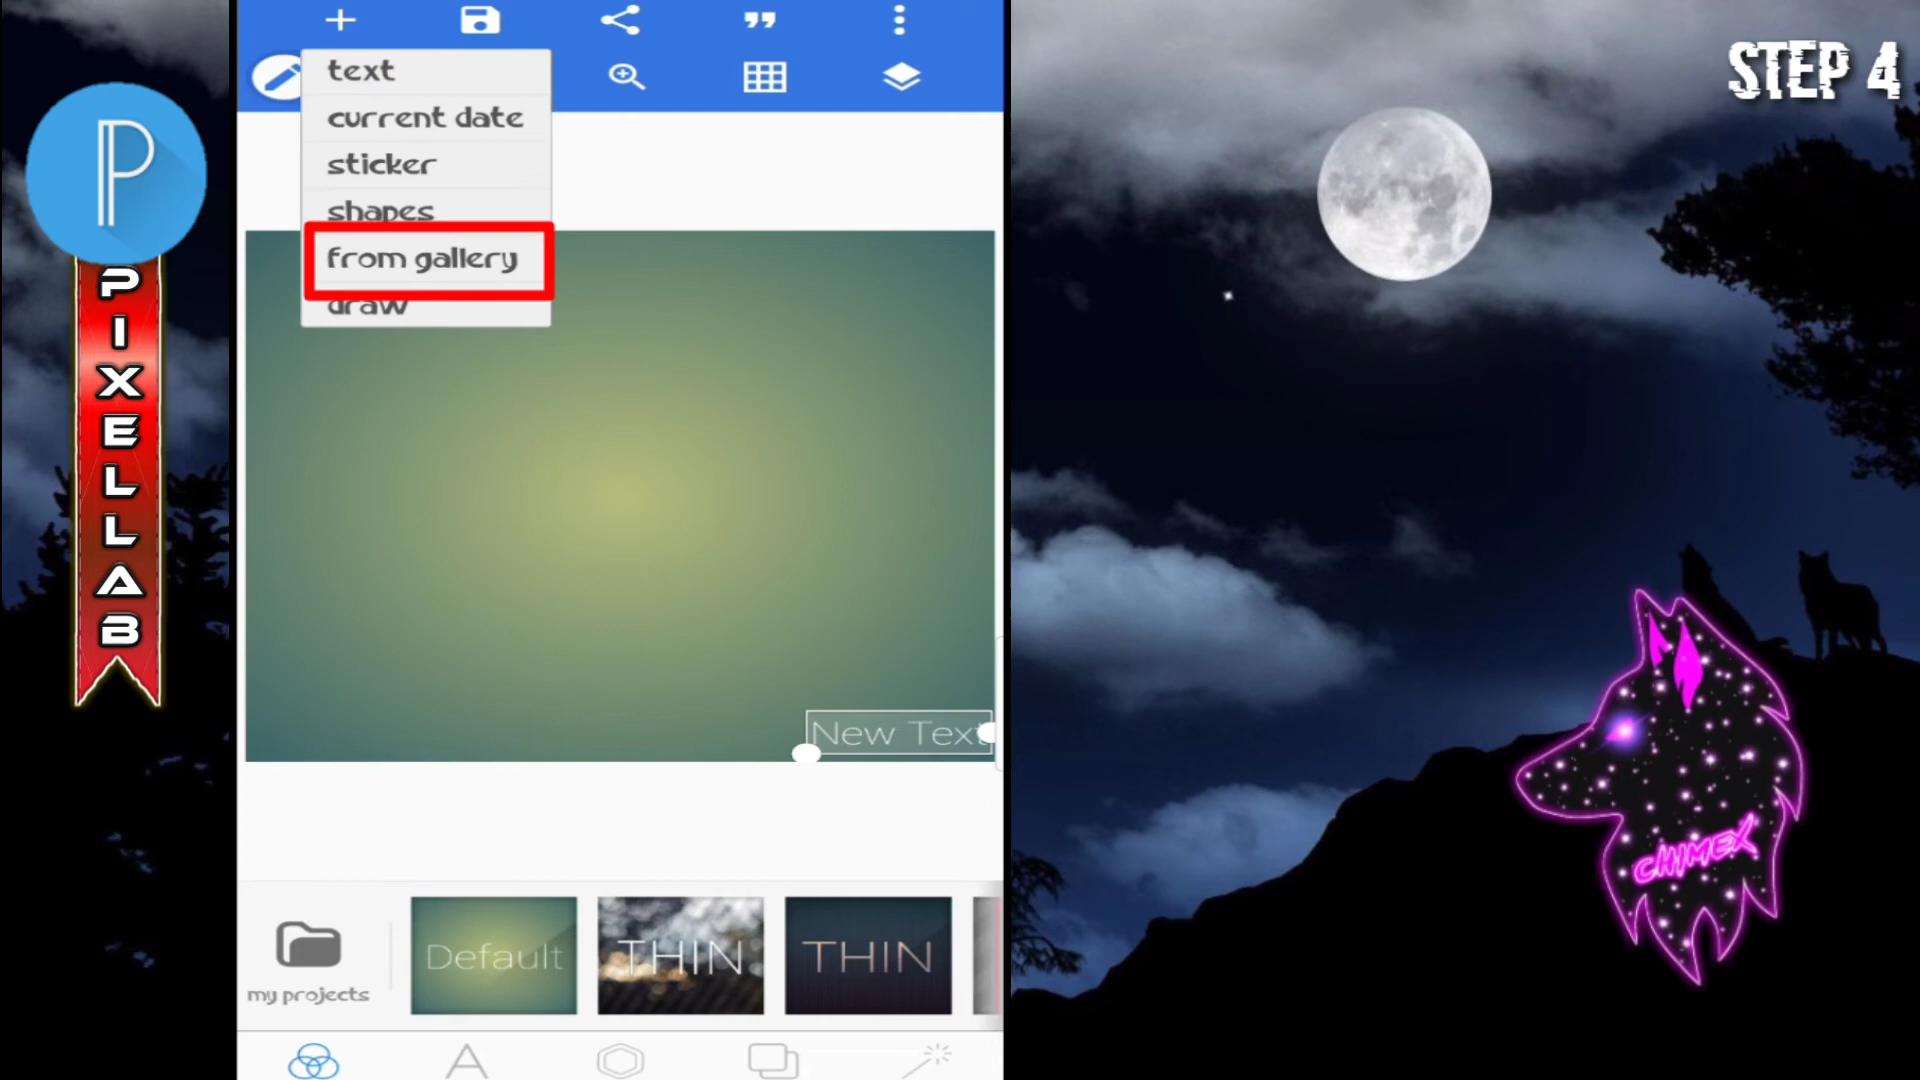 STEP 4
text
current date
sticker
shapes
from gallery
draw
P
PIXELLAB
New Text
CHIMEX
my projects
Default
THIN
THIN
A